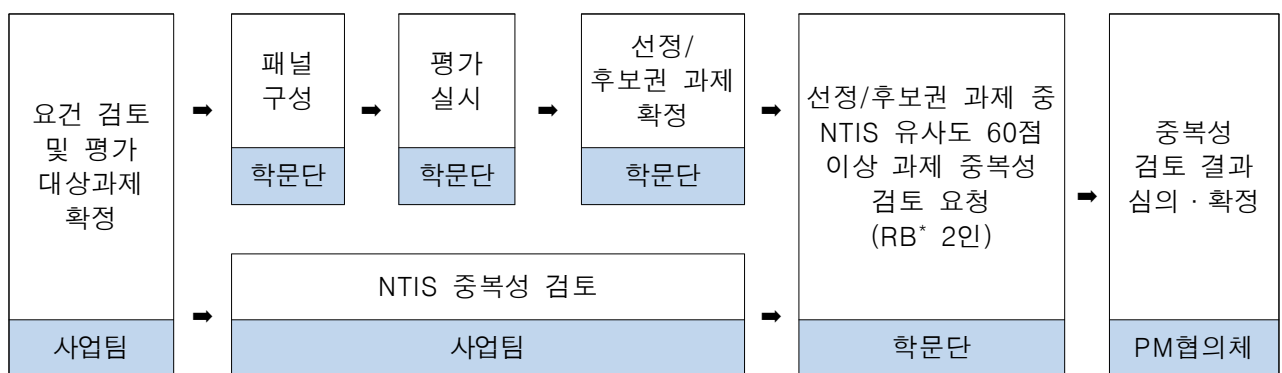 요건 검토
및 평가
대상과제
확정
사업팀
➡
패널
구성
학문단
➡
평가
실시
학문단
➡
선정/
후보권 과제
확정
학문단
➡
➡
NTIS 중복성 검토
사업팀
➡
선정/후보권 과제 중
NTIS 유사도 60점
이상 과제 중복성
검토 요청
(RB* 2인)
학문단
➡
중복성
검토 결과
심의 · 확정
PM협의체